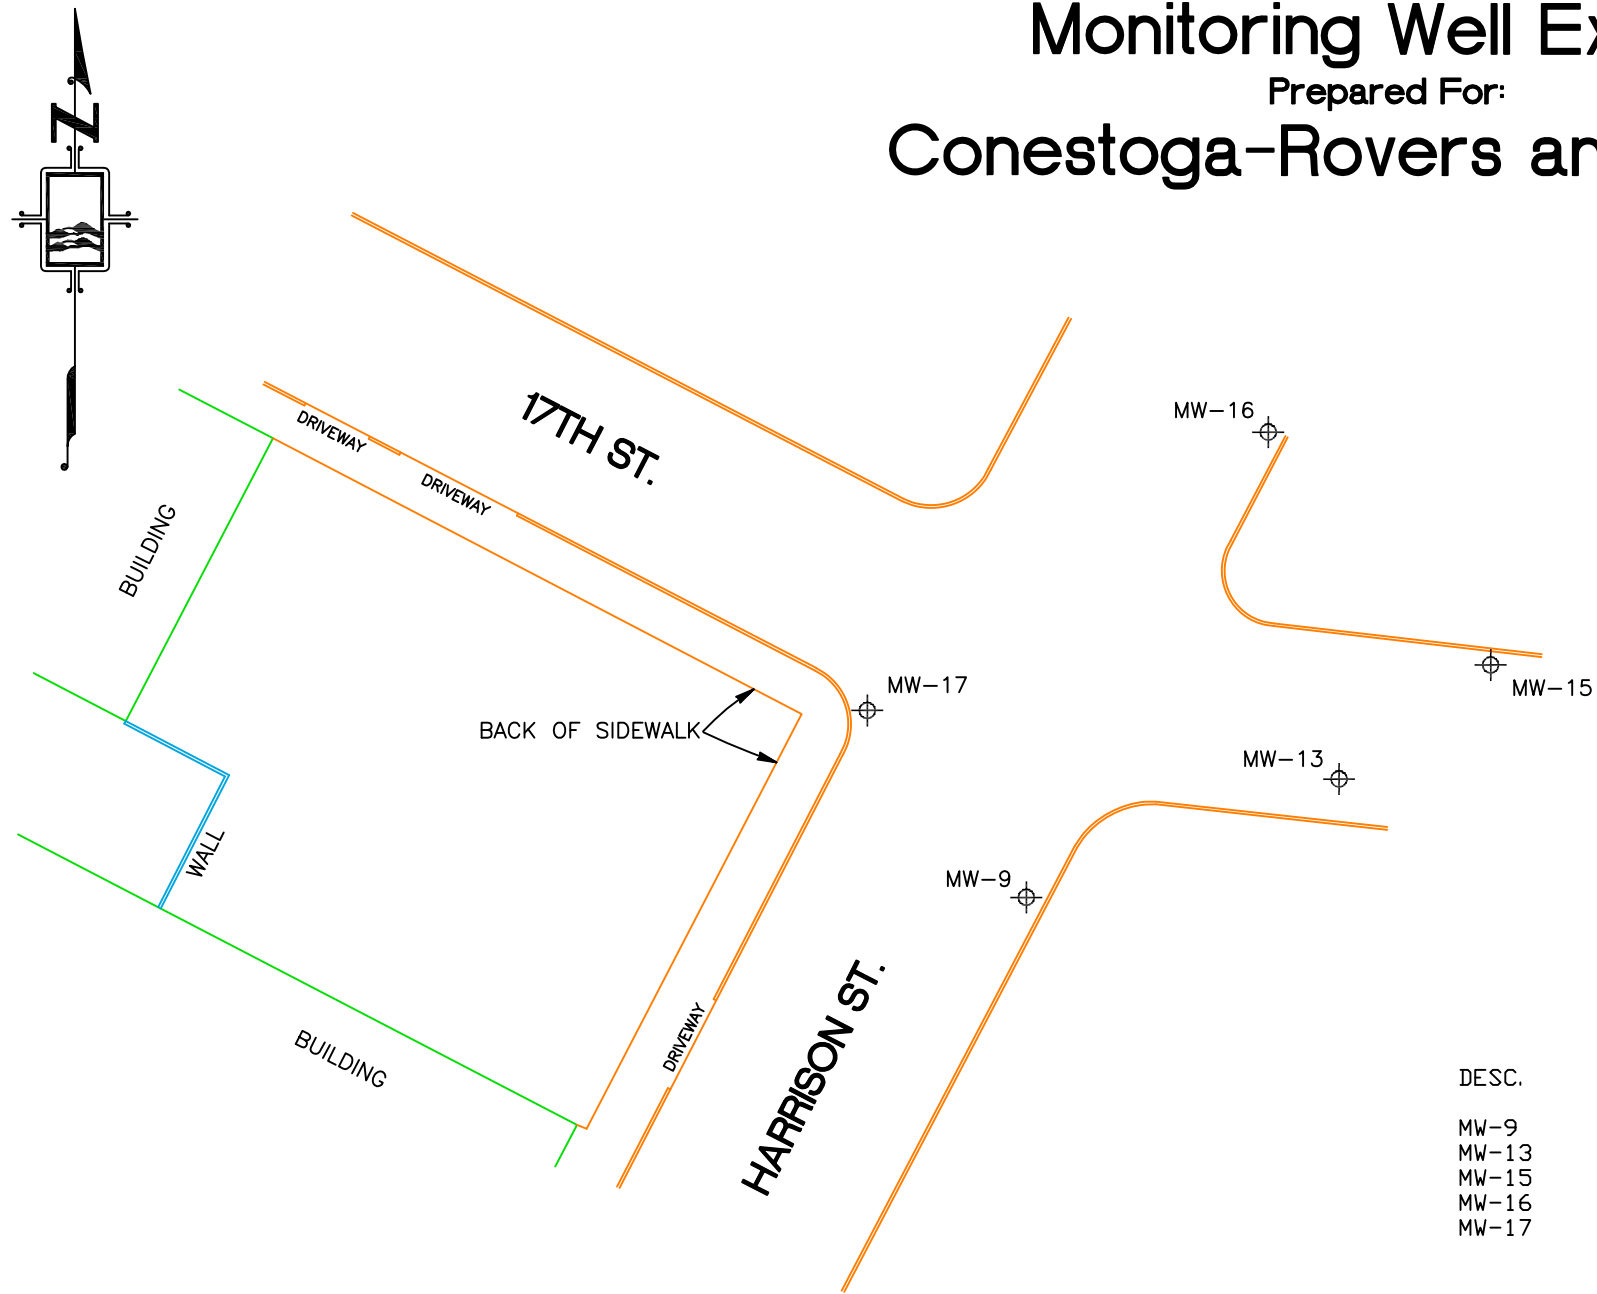 Monitoring Well Ex
Prepared For:
Conestoga-Rovers an
N
17TH ST.
DRIVEWAY
DRIVEWAY
MW-16
BUILDING
MW-17
MW-15
BACK OF SIDEWALK
MW-13
WALL
MW-9
HARRISON ST.
DRIVEWAY
BUILDING
DESC.
MW-9
MW-13
MW-15
MW-16
MW-17